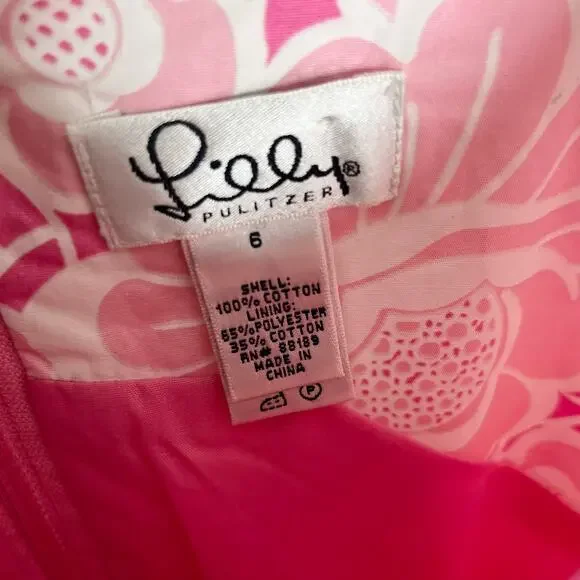 Lilly®
PULITZER
6
SHELL:
100% COTTON
LINING:
65% POLYESTER
35% COTTON
RN# 88189
MADE IN
CHINA
P